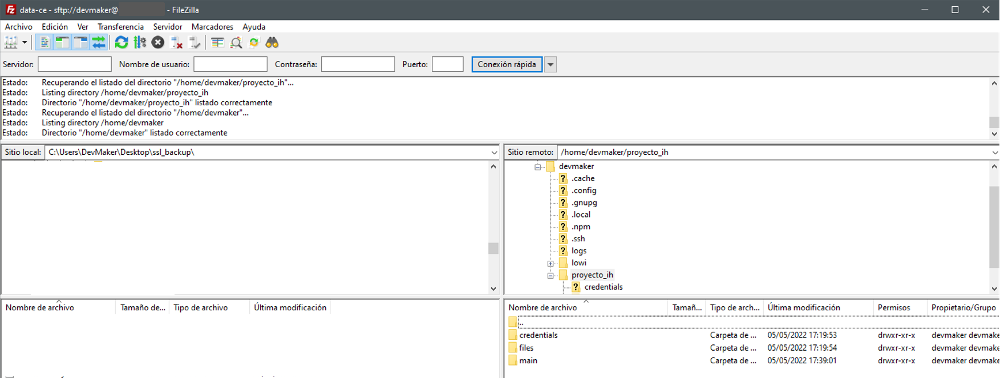 data-ce - sftp://devmaker@ - FileZilla
Archivo Edición Ver Transferencia Servidor Marcadores Ayuda
Servidor: Nombre de usuario: Contraseña: Puerto: Conexión rápida
Estado: Recuperando el listado del directorio "/home/devmaker/proyecto_ih"...
Estado: Listing directory /home/devmaker/proyecto_ih
Estado: Directorio "/home/devmaker/proyecto_ih" listado correctamente
Estado: Recuperando el listado del directorio "/home/devmaker"...
Estado: Listing directory /home/devmaker
Estado: Directorio "/home/devmaker" listado correctamente
Sitio local: C:\Users\DevMaker\Desktop\ssl_backup\
Sitio remoto: /home/devmaker/proyecto_ih
devmaker
? .cache
? .config
? .gnupg
? .local
? .npm
? .ssh
? logs
lowi
proyecto_ih
? credentials
Nombre de archivo Tamaño de... Tipo de archivo Última modificación
Nombre de archivo Tamañ... Tipo de arch... Última modificación Permisos Propietario/Grupo
..
credentials Carpeta de ... 05/05/2022 17:19:53 drwxr-xr-x devmaker devmake
files Carpeta de ... 05/05/2022 17:19:54 drwxr-xr-x devmaker devmake
main Carpeta de ... 05/05/2022 17:39:01 drwxr-xr-x devmaker devmake